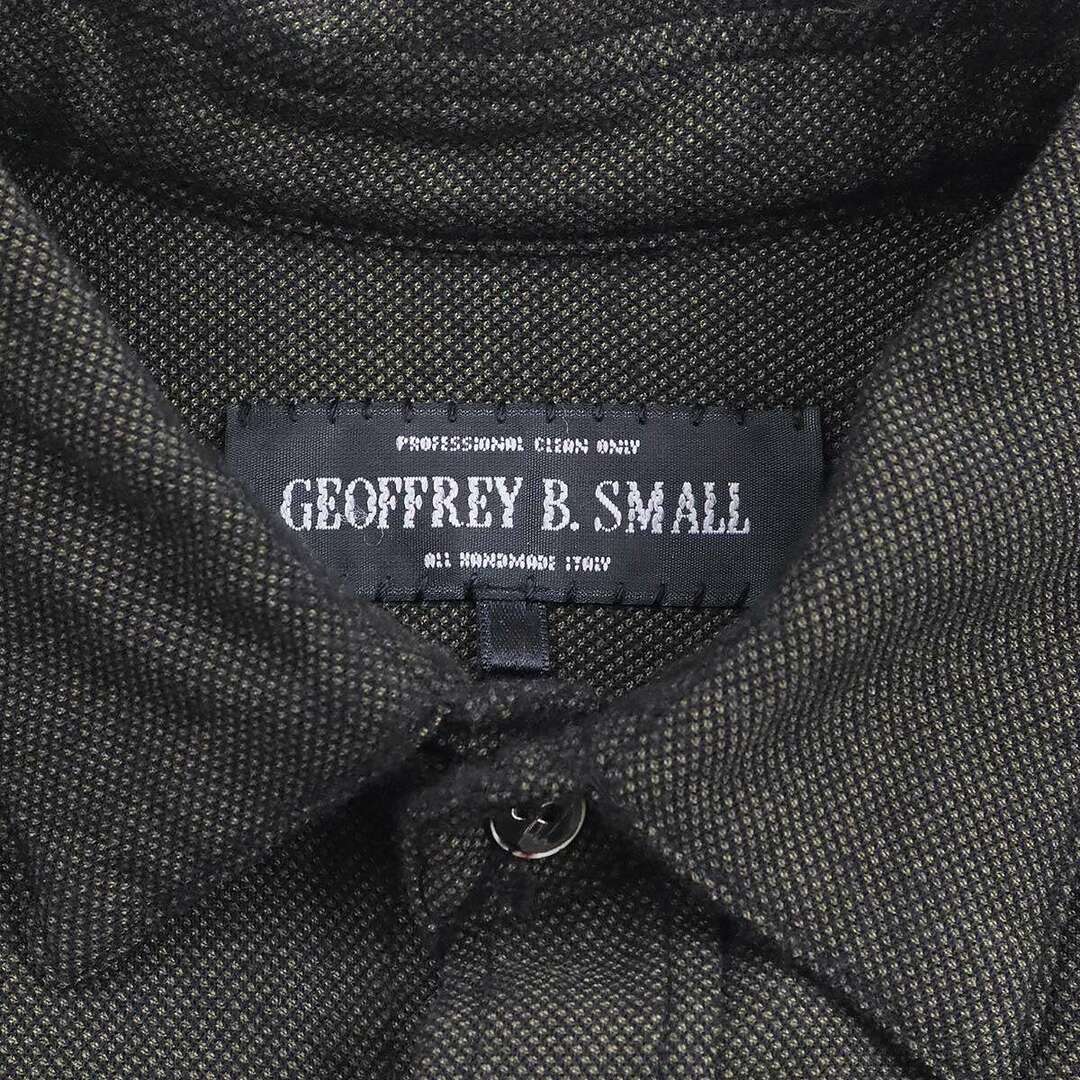 PROFESSIONAL CLEAN ONLY
GEOFFREY B. SMALL
ALL HANDMADE ITALY